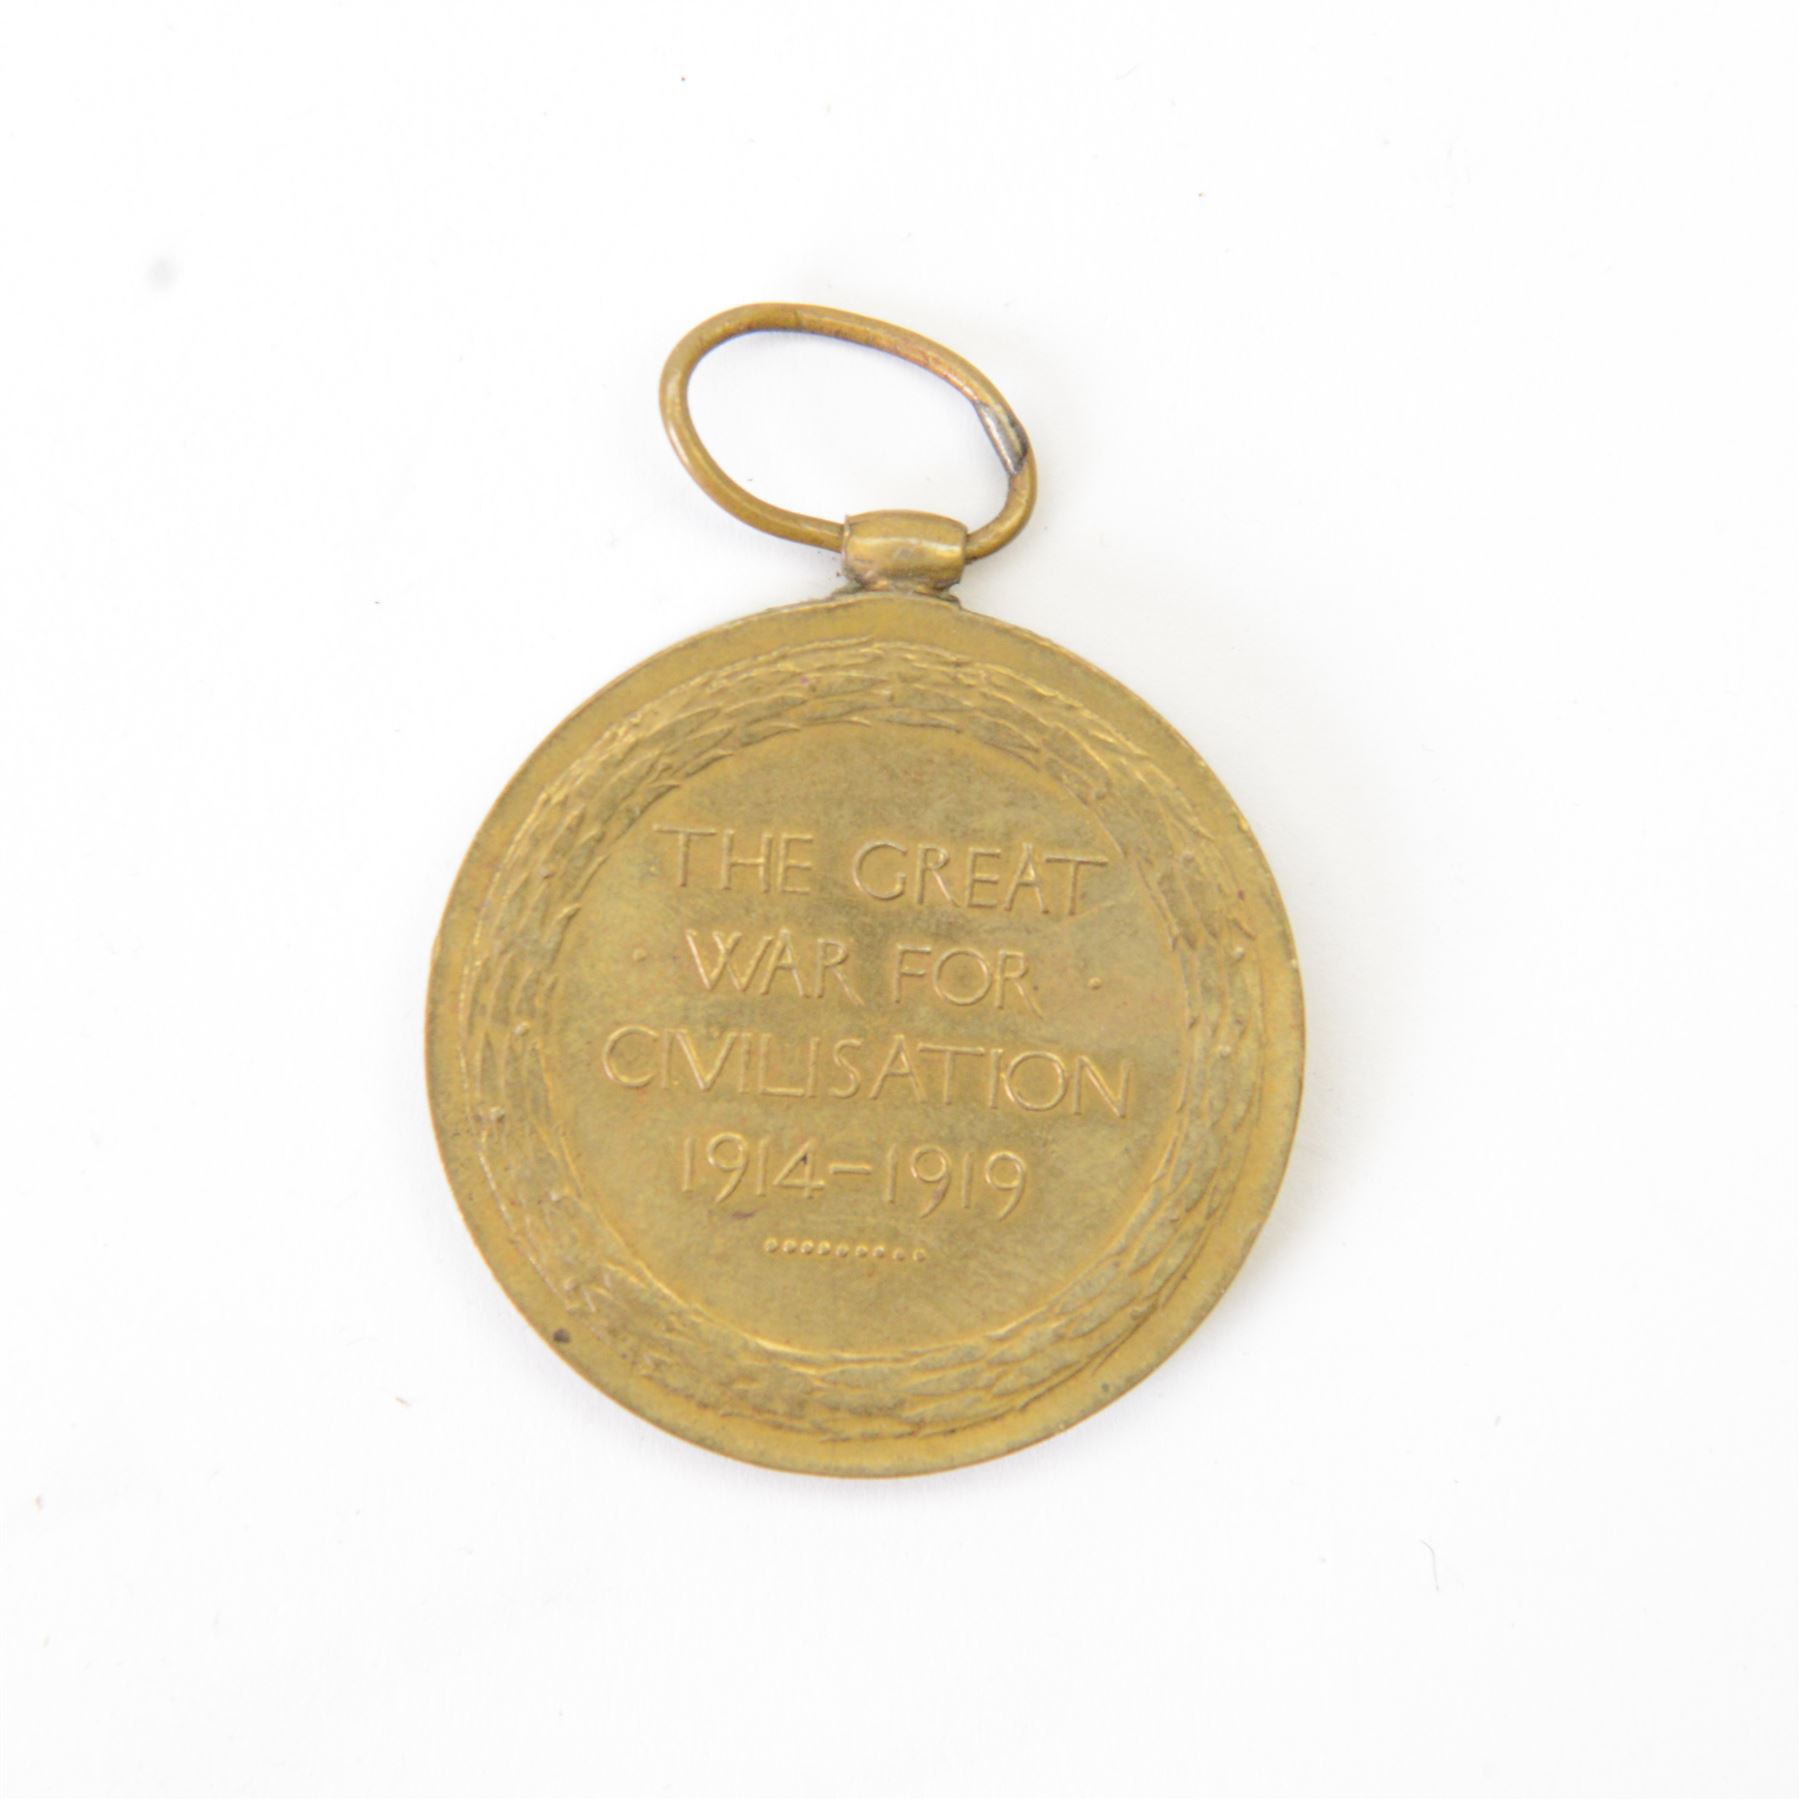 THE GREAT
· WAR FOR ·
CIVILISATION
1914–1919